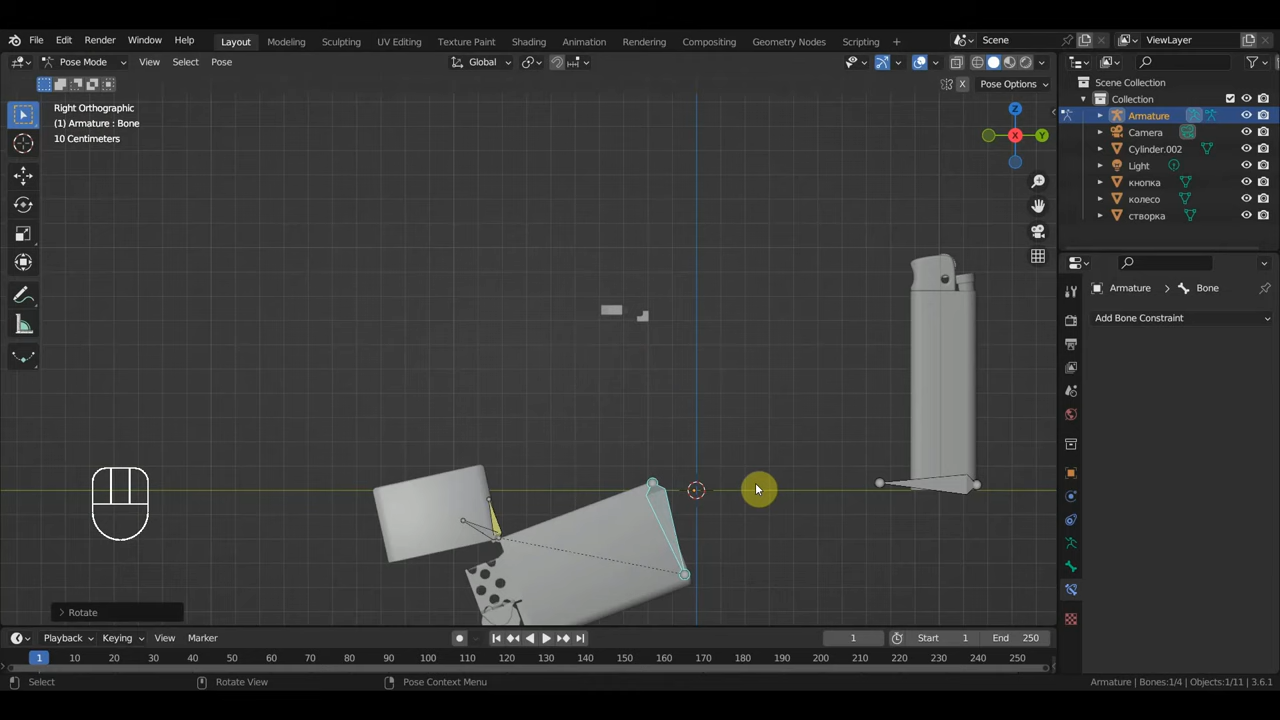 File Edit Render Window Help Layout Modeling Sculpting UV Editing Texture Paint Shading Animation Rendering Compositing Geometry Nodes Scripting + Scene ViewLayer
Pose Mode View Select Pose Global
X Pose Options
Right Orthographic
(1) Armature : Bone
10 Centimeters
Z
X
Y
Scene Collection
Collection
Armature
Camera
Cylinder.002
Light
кнопка
колесо
створка
Armature > Bone
Add Bone Constraint
Rotate
Playback Keying View Marker 1 Start 1 End 250
1 10 20 30 40 50 60 70 80 90 100 110 120 130 140 150 160 170 180 190 200 210 220 230 240 250
Select Rotate View Pose Context Menu Armature | Bones:1/4 | Objects:1/11 | 3.6.1